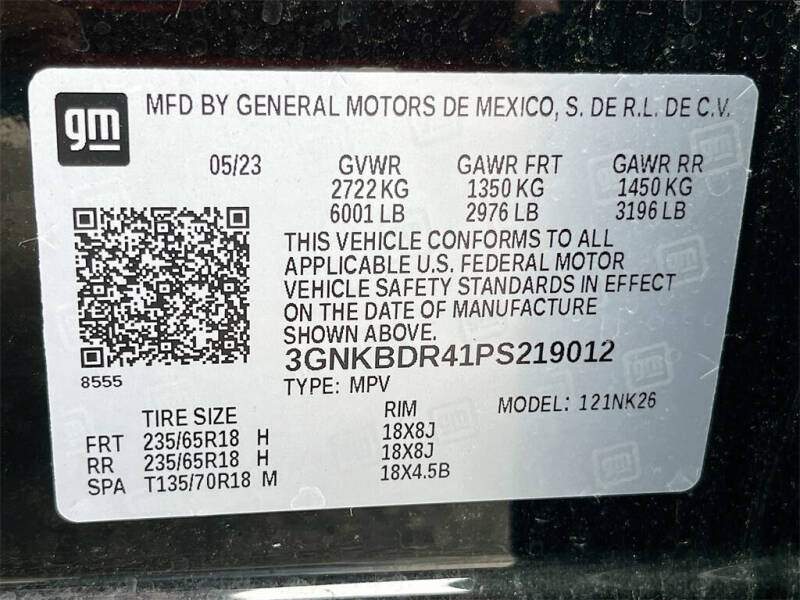 gm
MFD BY GENERAL MOTORS DE MEXICO, S. DE R.L. DE C.V.
05/23 GVWR GAWR FRT GAWR RR
2722 KG 1350 KG 1450 KG
6001 LB 2976 LB 3196 LB
THIS VEHICLE CONFORMS TO ALL
APPLICABLE U.S. FEDERAL MOTOR
VEHICLE SAFETY STANDARDS IN EFFECT
ON THE DATE OF MANUFACTURE
SHOWN ABOVE.
3GNKBDR41PS219012
8555
TYPE: MPV
MODEL: 121NK26
TIRE SIZE RIM
FRT 235/65R18 H 18X8J
RR 235/65R18 H 18X8J
SPA T135/70R18 M 18X4.5B